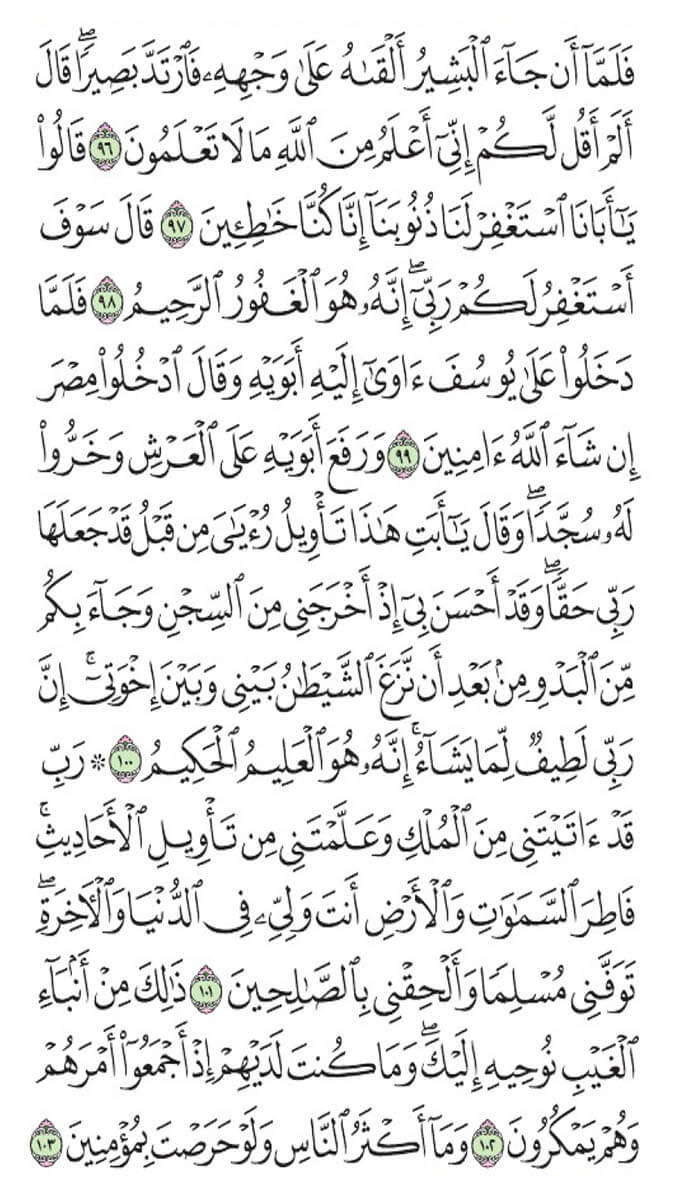 فَلَمَّآ أَن جَآءَ ٱلْبَشِيرُ أَلْقَىٰهُ عَلَىٰ وَجْهِهِۦ فَٱرْتَدَّ بَصِيرًۭا ۖ قَالَ
أَلَمْ أَقُل لَّكُمْ إِنِّىٓ أَعْلَمُ مِنَ ٱللَّهِ مَا لَا تَعْلَمُونَ ٩٦ قَالُوا۟
يَـٰٓأَبَانَا ٱسْتَغْفِرْ لَنَا ذُنُوبَنَآ إِنَّا كُنَّا خَـٰطِـِٔينَ ٩٧ قَالَ سَوْفَ
أَسْتَغْفِرُ لَكُمْ رَبِّىٓ ۖ إِنَّهُۥ هُوَ ٱلْغَفُورُ ٱلرَّحِيمُ ٩٨ فَلَمَّا
دَخَلُوا۟ عَلَىٰ يُوسُفَ ءَاوَىٰٓ إِلَيْهِ أَبَوَيْهِ وَقَالَ ٱدْخُلُوا۟ مِصْرَ
إِن شَآءَ ٱللَّهُ ءَامِنِينَ ٩٩ وَرَفَعَ أَبَوَيْهِ عَلَى ٱلْعَرْشِ وَخَرُّوا۟
لَهُۥ سُجَّدًۭا ۖ وَقَالَ يَـٰٓأَبَتِ هَـٰذَا تَأْوِيلُ رُءْيَـٰىَ مِن قَبْلُ قَدْ جَعَلَهَا
رَبِّى حَقًّۭا ۖ وَقَدْ أَحْسَنَ بِىٓ إِذْ أَخْرَجَنِى مِنَ ٱلسِّجْنِ وَجَآءَ بِكُم
مِّنَ ٱلْبَدْوِ مِنۢ بَعْدِ أَن نَّزَغَ ٱلشَّيْطَـٰنُ بَيْنِى وَبَيْنَ إِخْوَتِىٓ ۚ إِنَّ
رَبِّى لَطِيفٌۭ لِّمَا يَشَآءُ ۚ إِنَّهُۥ هُوَ ٱلْعَلِيمُ ٱلْحَكِيمُ ١٠٠ * رَبِّ
قَدْ ءَاتَيْتَنِى مِنَ ٱلْمُلْكِ وَعَلَّمْتَنِى مِن تَأْوِيلِ ٱلْأَحَادِيثِ ۚ
فَاطِرَ ٱلسَّمَـٰوَٰتِ وَٱلْأَرْضِ أَنتَ وَلِىِّۦ فِى ٱلدُّنْيَا وَٱلْـَٔاخِرَةِ ۖ
تَوَفَّنِى مُسْلِمًۭا وَأَلْحِقْنِى بِٱلصَّـٰلِحِينَ ١٠١ ذَٰلِكَ مِنْ أَنۢبَآءِ
ٱلْغَيْبِ نُوحِيهِ إِلَيْكَ ۖ وَمَا كُنتَ لَدَيْهِمْ إِذْ أَجْمَعُوٓا۟ أَمْرَهُمْ
وَهُمْ يَمْكُرُونَ ١٠٢ وَمَآ أَكْثَرُ ٱلنَّاسِ وَلَوْ حَرَصْتَ بِمُؤْمِنِينَ ١٠٣